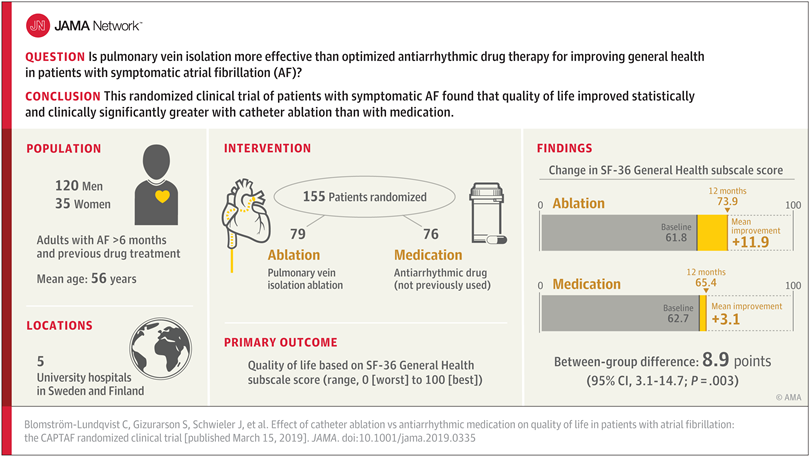 JN JAMA Network™
QUESTION Is pulmonary vein isolation more effective than optimized antiarrhythmic drug therapy for improving general health
in patients with symptomatic atrial fibrillation (AF)?
CONCLUSION This randomized clinical trial of patients with symptomatic AF found that quality of life improved statistically
and clinically significantly greater with catheter ablation than with medication.
POPULATION
120 Men
35 Women
Adults with AF >6 months
and previous drug treatment
Mean age: 56 years
LOCATIONS
5
University hospitals
in Sweden and Finland
INTERVENTION
155 Patients randomized
79
Ablation
Pulmonary vein
isolation ablation
76
Medication
Antiarrhythmic drug
(not previously used)
PRIMARY OUTCOME
Quality of life based on SF-36 General Health
subscale score (range, 0 [worst] to 100 [best])
FINDINGS
Change in SF-36 General Health subscale score
12 months
0 Ablation 73.9 100
Baseline
61.8
Mean
improvement
+11.9
12 months
0 Medication 65.4 100
Baseline
62.7
Mean improvement
+3.1
Between-group difference: 8.9 points
(95% CI, 3.1-14.7; P = .003)
© AMA
Blomström-Lundqvist C, Gizurarson S, Schwieler J, et al. Effect of catheter ablation vs antiarrhythmic medication on quality of life in patients with atrial fibrillation:
the CAPTAF randomized clinical trial [published March 15, 2019]. JAMA. doi:10.1001/jama.2019.0335